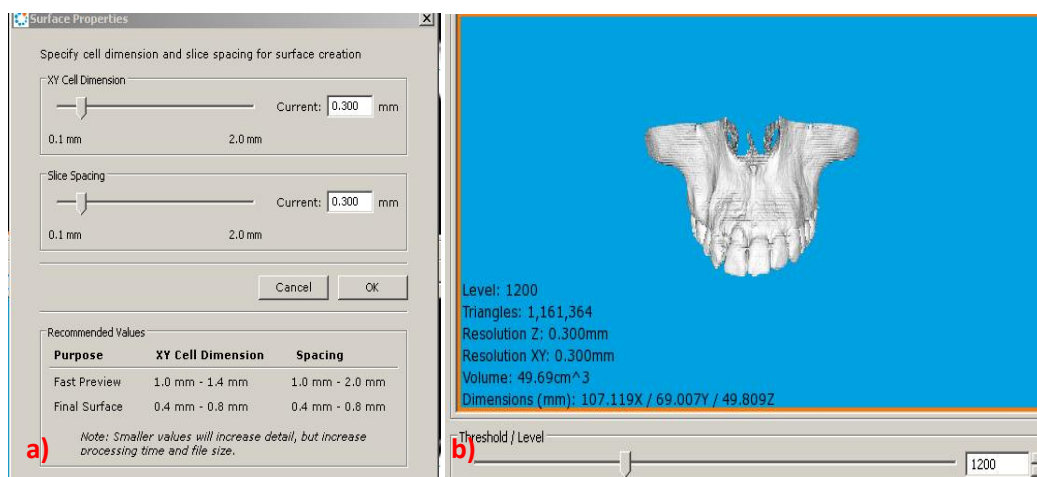 Surface Properties
Specify cell dimension and slice spacing for surface creation
XY Cell Dimension
Current: 0.300 mm
0.1 mm 2.0 mm
Slice Spacing
Current: 0.300 mm
0.1 mm 2.0 mm
Cancel OK
Recommended Values
Purpose XY Cell Dimension Spacing
Fast Preview 1.0 mm - 1.4 mm 1.0 mm - 2.0 mm
Final Surface 0.4 mm - 0.8 mm 0.4 mm - 0.8 mm
Note: Smaller values will increase detail, but increase
processing time and file size.
a)
Level: 1200
Triangles: 1,161,364
Resolution Z: 0.300mm
Resolution XY: 0.300mm
Volume: 49.69cm^3
Dimensions (mm): 107.119X / 69.007Y / 49.809Z
Threshold / Level
1200
b)